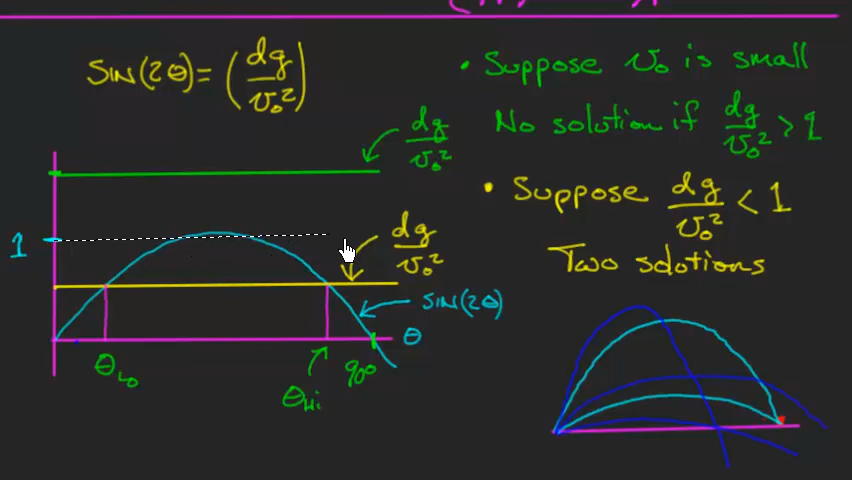 SIN(2θ) = (dg/v₀²)
• Suppose v₀ is small
No solution if dg/v₀² > 1
dg/v₀²
• Suppose dg/v₀² < 1
Two solutions
1
dg/v₀²
SIN(2θ)
θ
θLo
θHi
90°